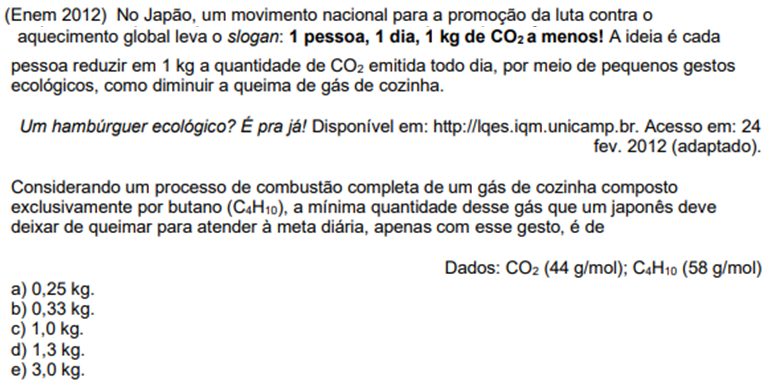 (Enem 2012) No Japão, um movimento nacional para a promoção da luta contra o
aquecimento global leva o slogan: 1 pessoa, 1 dia, 1 kg de CO₂ a menos! A ideia é cada
pessoa reduzir em 1 kg a quantidade de CO₂ emitida todo dia, por meio de pequenos gestos
ecológicos, como diminuir a queima de gás de cozinha.
Um hambúrguer ecológico? É pra já! Disponível em: http://lqes.iqm.unicamp.br. Acesso em: 24
fev. 2012 (adaptado).
Considerando um processo de combustão completa de um gás de cozinha composto
exclusivamente por butano (C₄H₁₀), a mínima quantidade desse gás que um japonês deve
deixar de queimar para atender à meta diária, apenas com esse gesto, é de
Dados: CO₂ (44 g/mol); C₄H₁₀ (58 g/mol)
a) 0,25 kg.
b) 0,33 kg.
c) 1,0 kg.
d) 1,3 kg.
e) 3,0 kg.